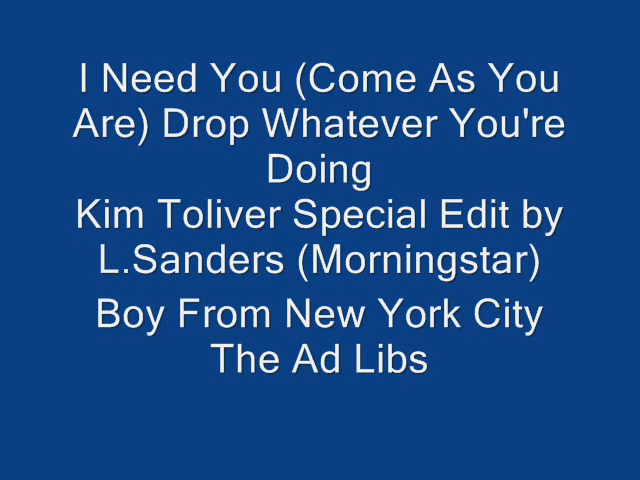 I Need You (Come As You
Are) Drop Whatever You're
Doing
Kim Toliver Special Edit by
L.Sanders (Morningstar)
Boy From New York City
The Ad Libs